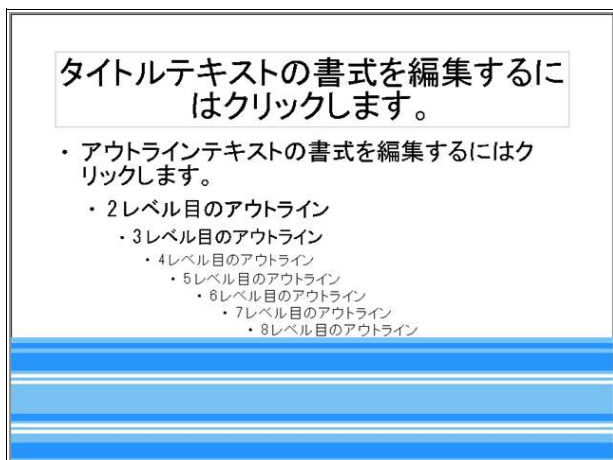 タイトルテキストの書式を編集するに
はクリックします。
・アウトラインテキストの書式を編集するにはク
リックします。
・2レベル目のアウトライン
・3レベル目のアウトライン
・4レベル目のアウトライン
・5レベル目のアウトライン
・6レベル目のアウトライン
・7レベル目のアウトライン
・8レベル目のアウトライン